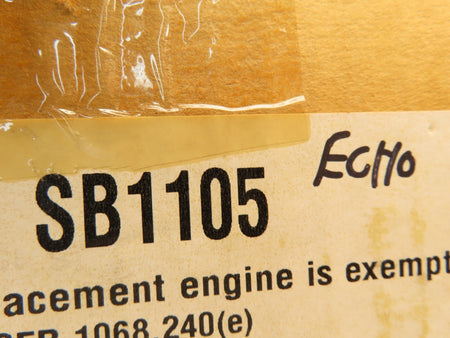 ECHO
SB1105
acement engine is exempt
CFR 1068.240(e)